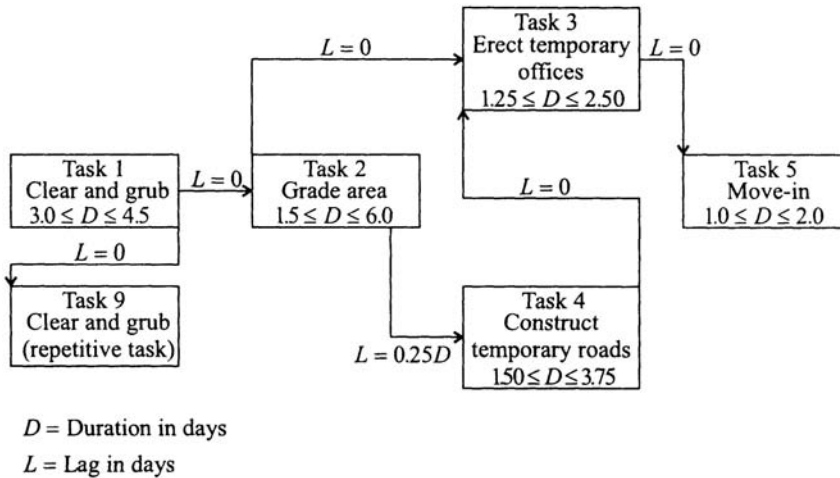 Task 3
Erect temporary
offices
1.25 ≤ D ≤ 2.50
L = 0
L = 0
Task 1
Clear and grub
3.0 ≤ D ≤ 4.5
L = 0
Task 2
Grade area
1.5 ≤ D ≤ 6.0
L = 0
Task 5
Move-in
1.0 ≤ D ≤ 2.0
L = 0
Task 9
Clear and grub
(repetitive task)
L = 0.25D
Task 4
Construct
temporary roads
1.50 ≤ D ≤ 3.75
D = Duration in days
L = Lag in days